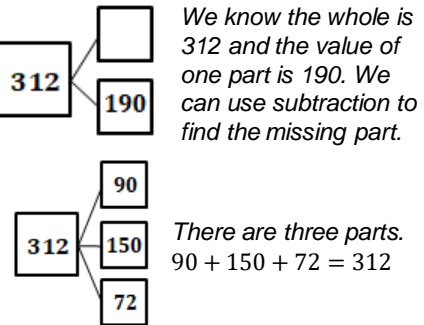 312
190
We know the whole is
312 and the value of
one part is 190. We
can use subtraction to
find the missing part.
312
90
150
72
There are three parts.
90 + 150 + 72 = 312